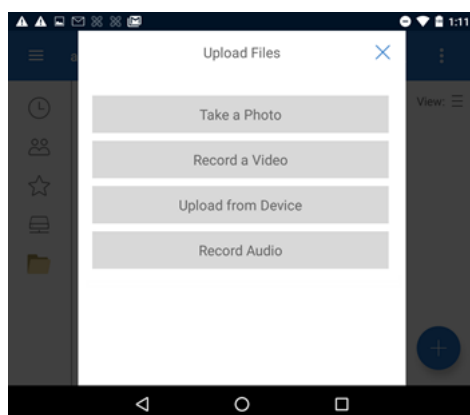 1:11
Upload Files
a
View:
Take a Photo
Record a Video
Upload from Device
Record Audio